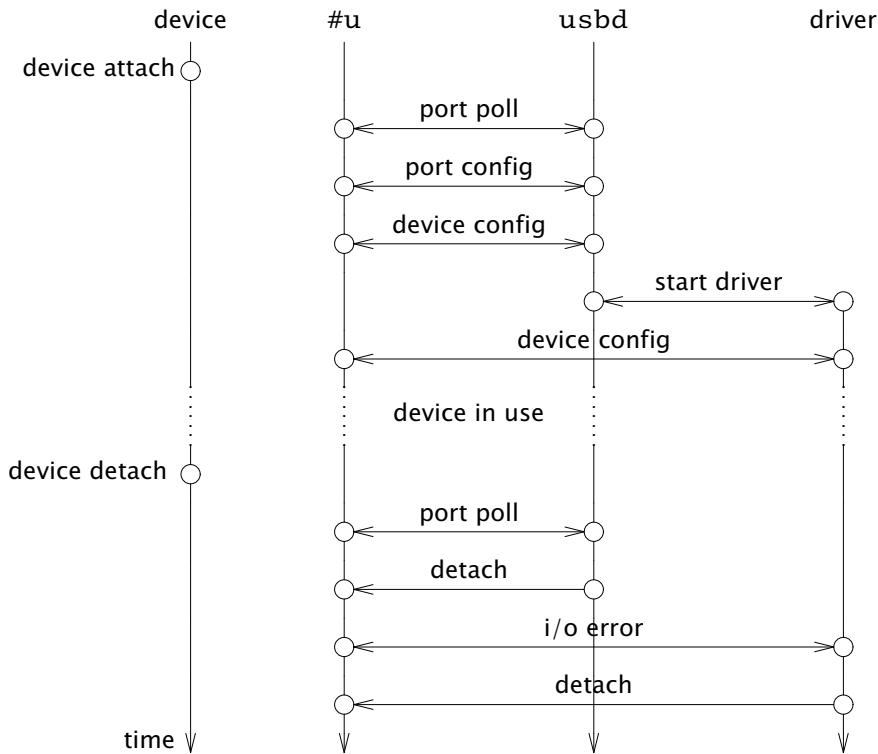 device #u usbd driver
device attach
port poll
port config
device config
start driver
device config
device in use
device detach
port poll
detach
i/o error
detach
time